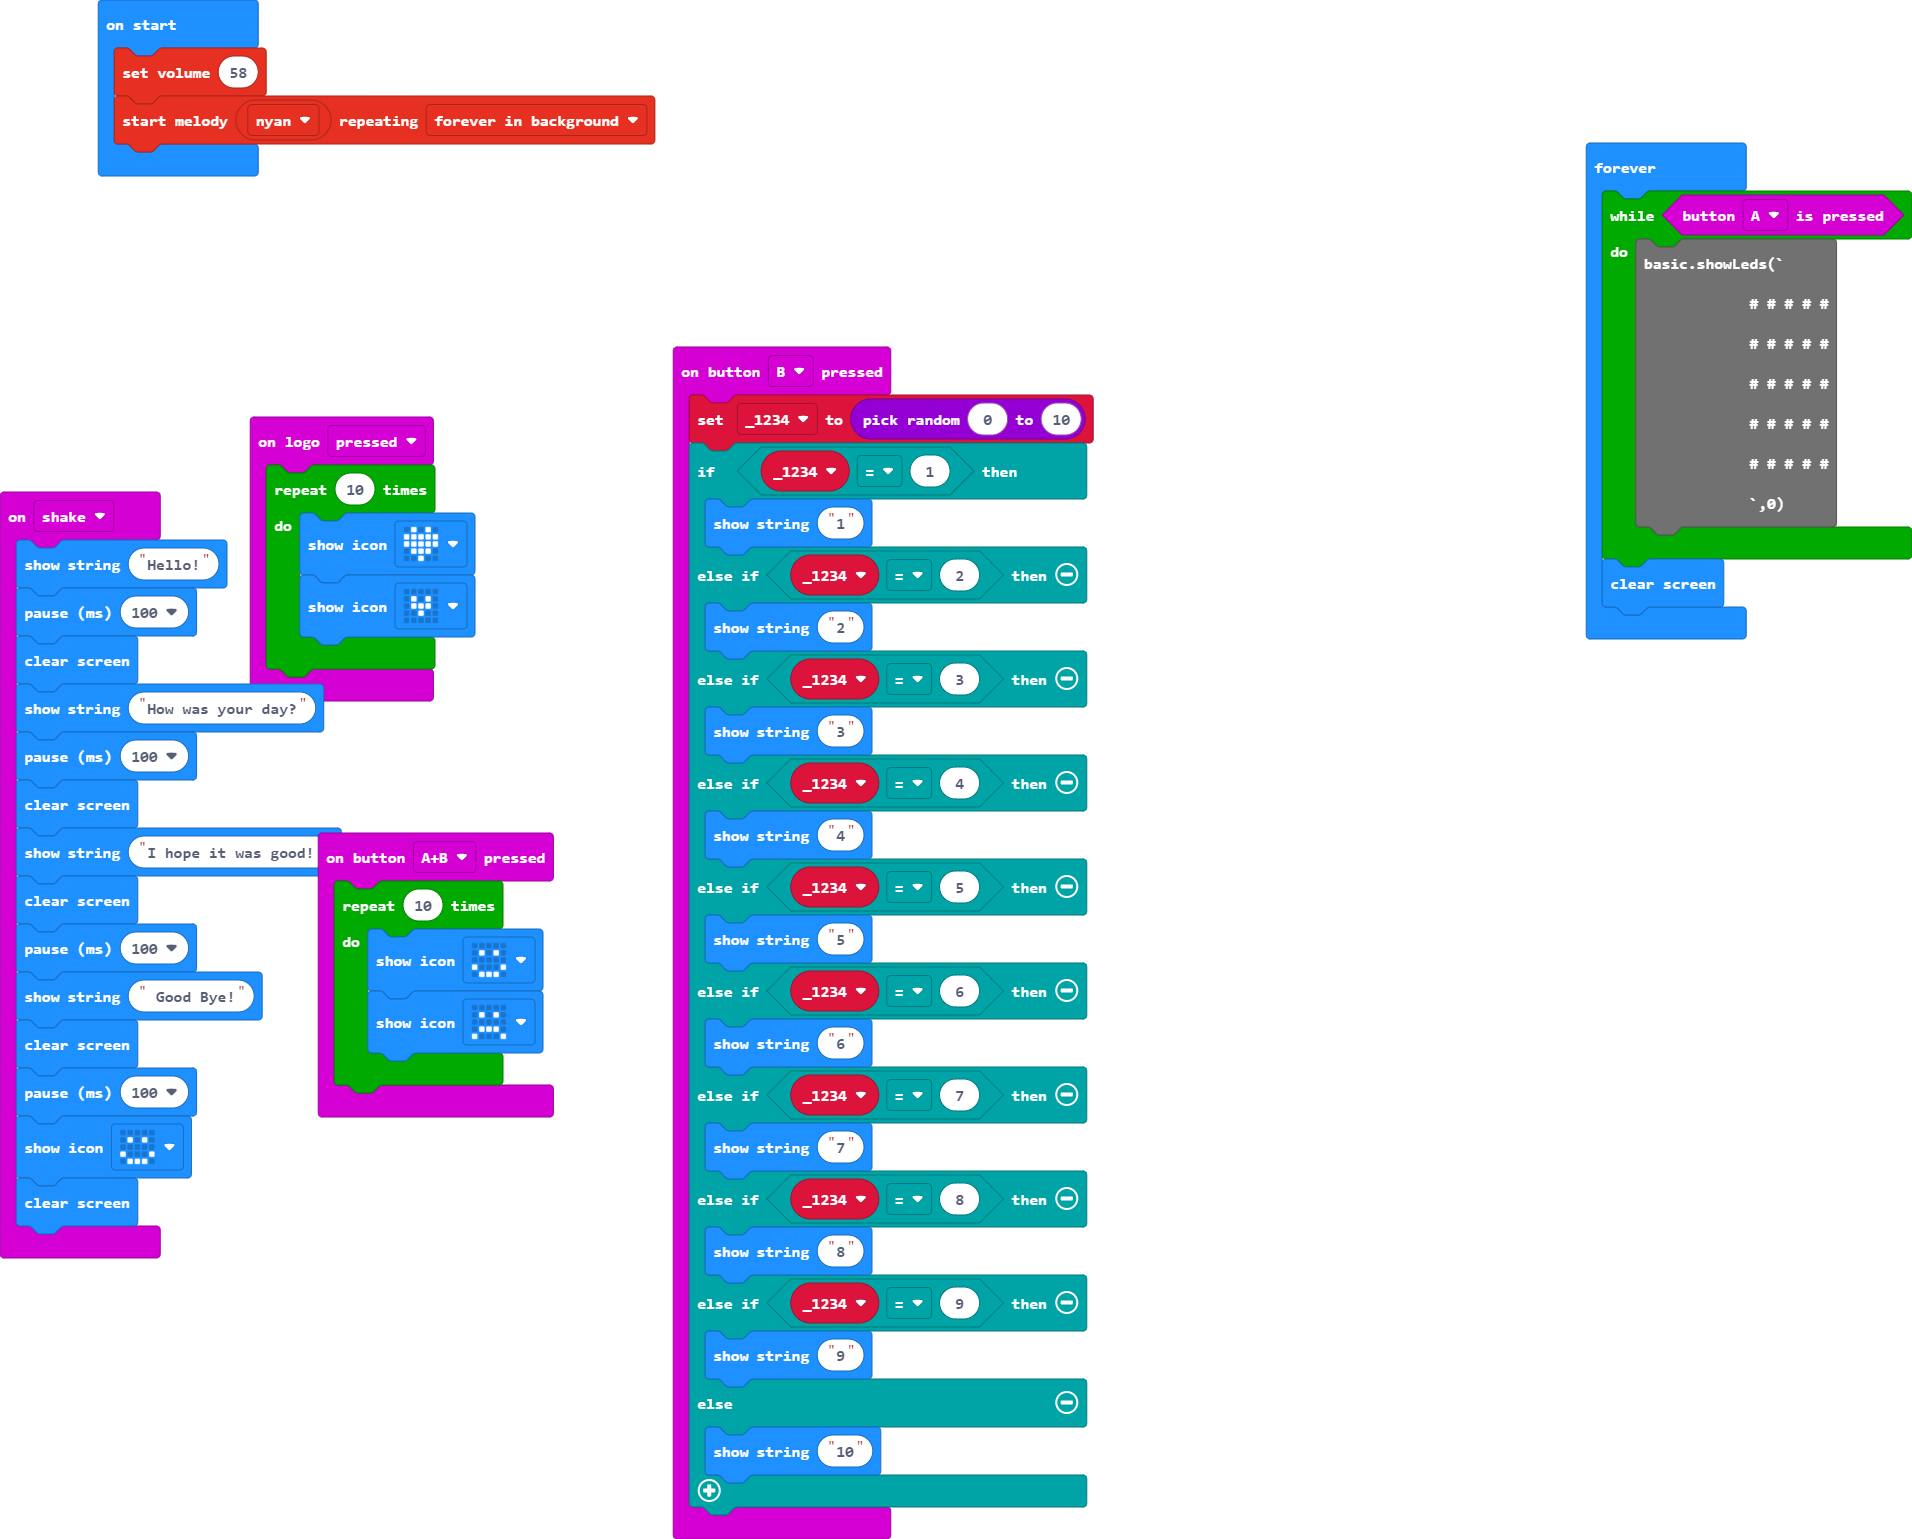 on start
set volume 58
start melody nyan repeating forever in background
forever
while button A is pressed
do
basic.showLeds(`
# # # # #
# # # # #
# # # # #
# # # # #
# # # # #
`,0)
clear screen
on logo pressed
repeat 10 times
do
show icon
show icon
on shake
show string "Hello!"
pause (ms) 100
clear screen
show string "How was your day?"
pause (ms) 100
clear screen
show string "I hope it was good!
clear screen
pause (ms) 100
show string " Good Bye!"
clear screen
pause (ms) 100
show icon
clear screen
on button A+B pressed
repeat 10 times
do
show icon
show icon
on button B pressed
set _1234 to pick random 0 to 10
if _1234 = 1 then
show string "1"
else if _1234 = 2 then
show string "2"
else if _1234 = 3 then
show string "3"
else if _1234 = 4 then
show string "4"
else if _1234 = 5 then
show string "5"
else if _1234 = 6 then
show string "6"
else if _1234 = 7 then
show string "7"
else if _1234 = 8 then
show string "8"
else if _1234 = 9 then
show string "9"
else
show string "10"